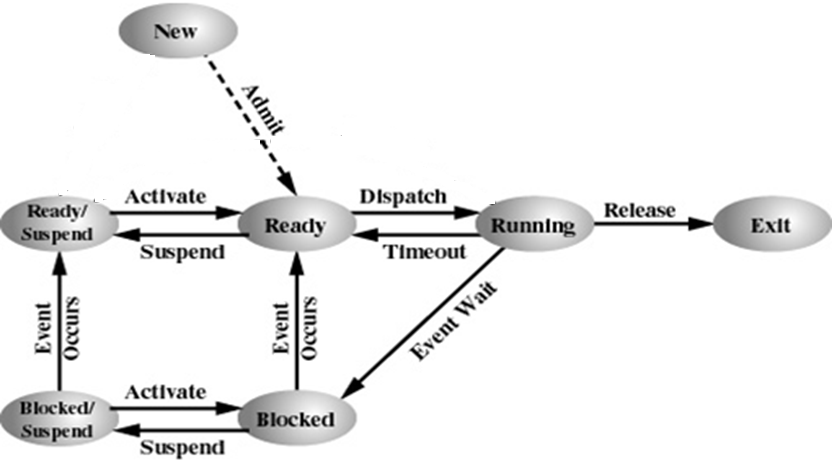 New
Admit
Ready/
Suspend
Activate
Suspend
Ready
Dispatch
Timeout
Running
Release
Exit
Event
Occurs
Event
Occurs
Event Wait
Blocked/
Suspend
Activate
Suspend
Blocked